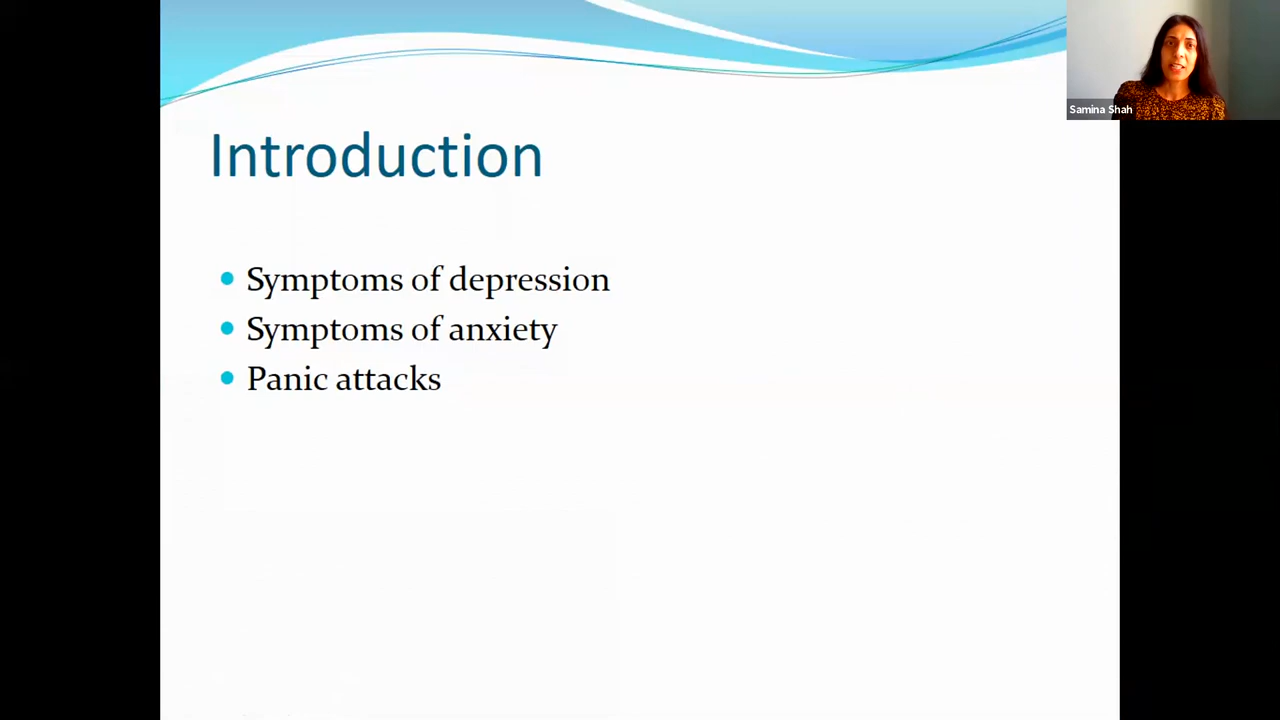 Introduction
Symptoms of depression
Symptoms of anxiety
Panic attacks
Samina Shah